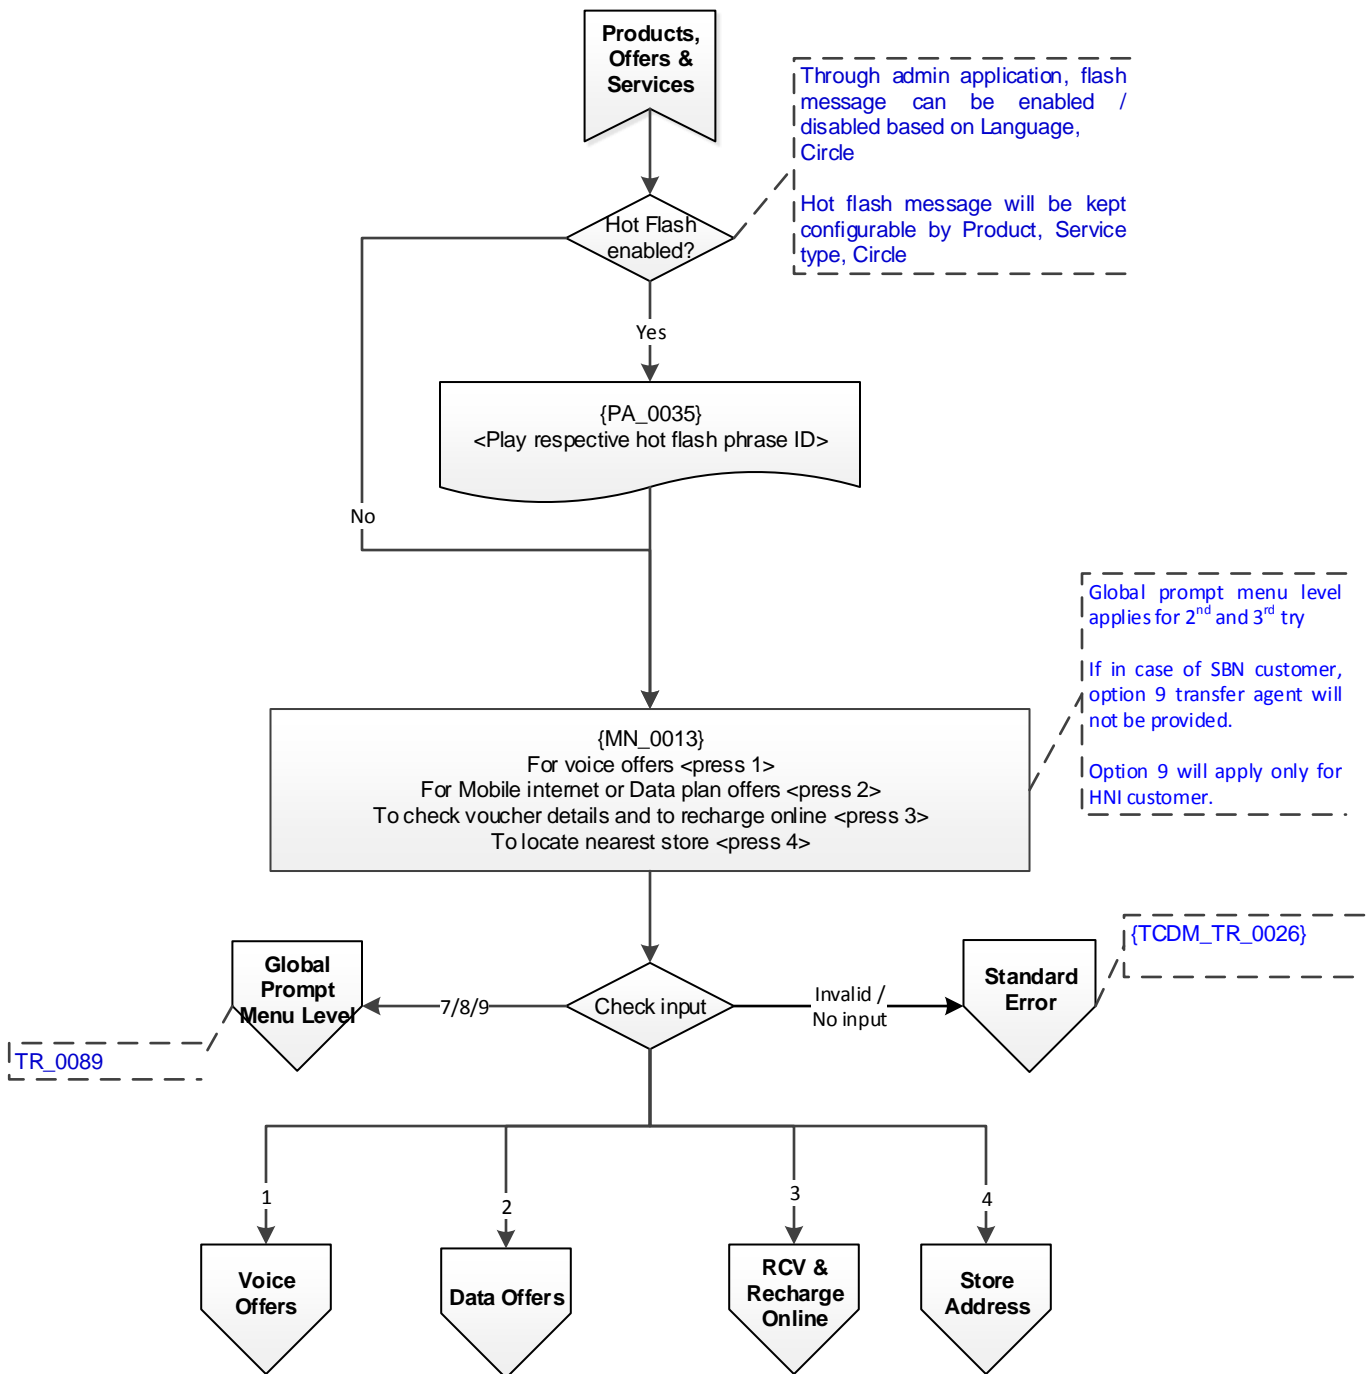 Products,
Offers &
Services
Through admin application, flash
message can be enabled /
disabled based on Language,
Circle
Hot flash message will be kept
configurable by Product, Service
type, Circle
Hot Flash
enabled?
Yes
{PA_0035}
<Play respective hot flash phrase ID>
No
Global prompt menu level
applies for 2nd and 3rd try
If in case of SBN customer,
option 9 transfer agent will
not be provided.
Option 9 will apply only for
HNI customer.
{MN_0013}
For voice offers <press 1>
For Mobile internet or Data plan offers <press 2>
To check voucher details and to recharge online <press 3>
To locate nearest store <press 4>
Global
Prompt
Menu Level
7/8/9
Check input
Invalid /
No input
Standard
Error
{TCDM_TR_0026}
TR_0089
1
2
3
4
Voice
Offers
Data Offers
RCV &
Recharge
Online
Store
Address